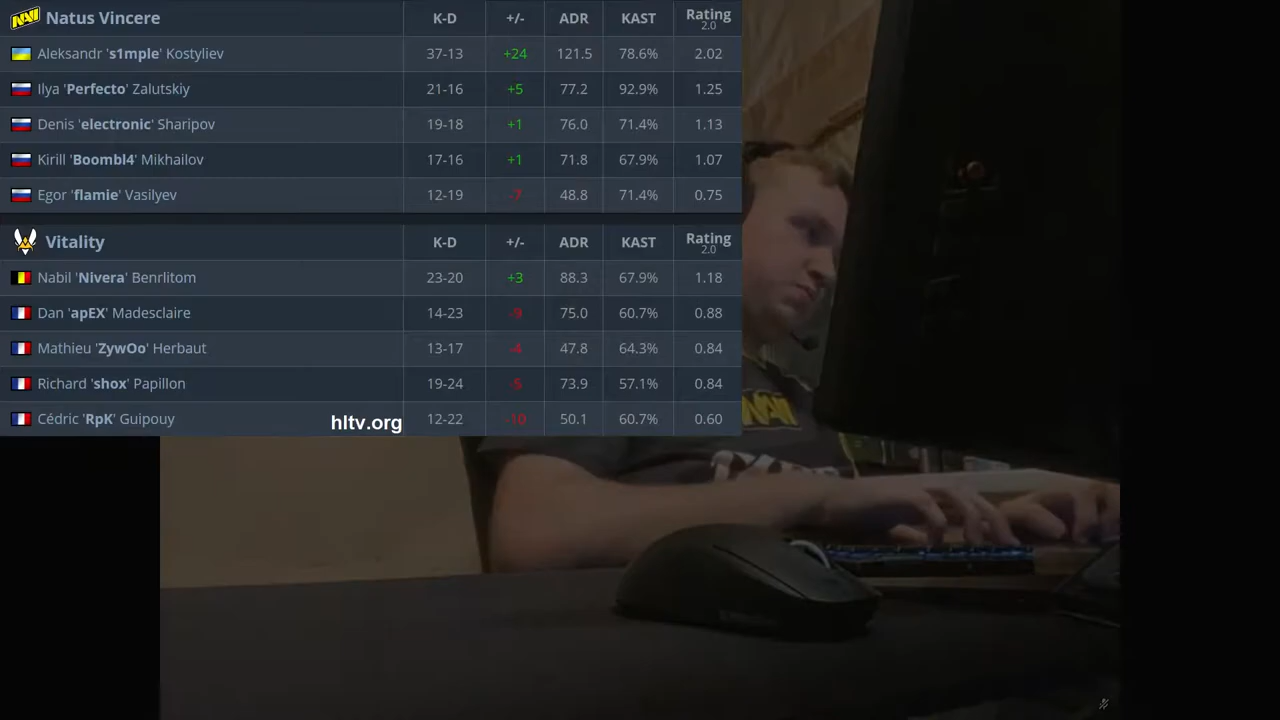 Natus Vincere K-D +/- ADR KAST Rating 2.0
Aleksandr 's1mple' Kostyliev 37-13 +24 121.5 78.6% 2.02
Ilya 'Perfecto' Zalutskiy 21-16 +5 77.2 92.9% 1.25
Denis 'electronic' Sharipov 19-18 +1 76.0 71.4% 1.13
Kirill 'Boombl4' Mikhailov 17-16 +1 71.8 67.9% 1.07
Egor 'flamie' Vasilyev 12-19 -7 48.8 71.4% 0.75
Vitality K-D +/- ADR KAST Rating 2.0
Nabil 'Nivera' Benrlitom 23-20 +3 88.3 67.9% 1.18
Dan 'apEX' Madesclaire 14-23 -9 75.0 60.7% 0.88
Mathieu 'ZywOo' Herbaut 13-17 -4 47.8 64.3% 0.84
Richard 'shox' Papillon 19-24 -5 73.9 57.1% 0.84
Cédric 'RpK' Guipouy 12-22 -10 50.1 60.7% 0.60
hltv.org